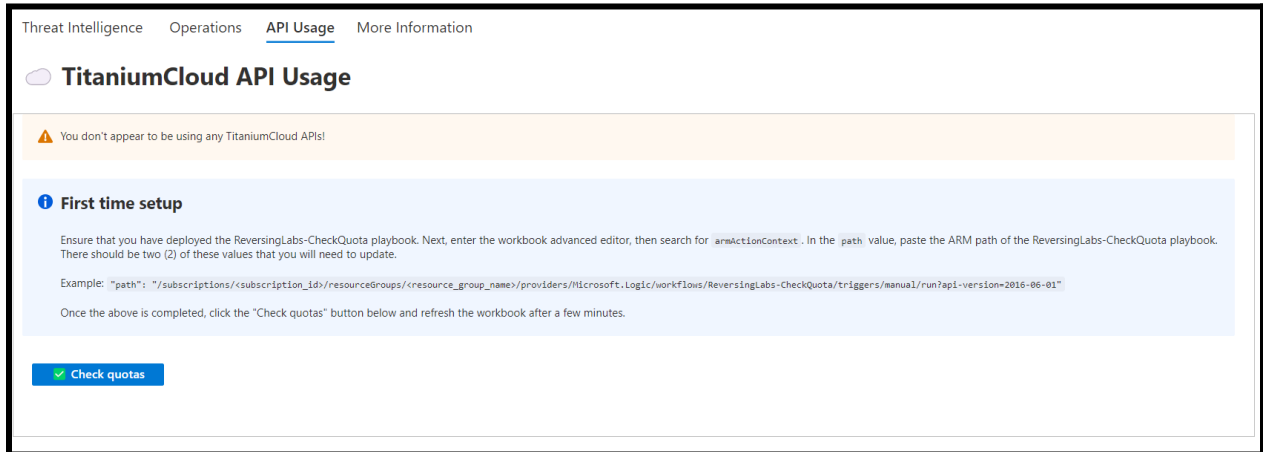 Threat Intelligence Operations API Usage More Information
TitaniumCloud API Usage
You don't appear to be using any TitaniumCloud APIs!
First time setup
Ensure that you have deployed the ReversingLabs-CheckQuota playbook. Next, enter the workbook advanced editor, then search for armActionContext. In the path value, paste the ARM path of the ReversingLabs-CheckQuota playbook.
There should be two (2) of these values that you will need to update.
Example: "path": "/subscriptions/<subscription_id>/resourceGroups/<resource_group_name>/providers/Microsoft.Logic/workflows/ReversingLabs-CheckQuota/triggers/manual/run?api-version=2016-06-01"
Once the above is completed, click the "Check quotas" button below and refresh the workbook after a few minutes.
Check quotas